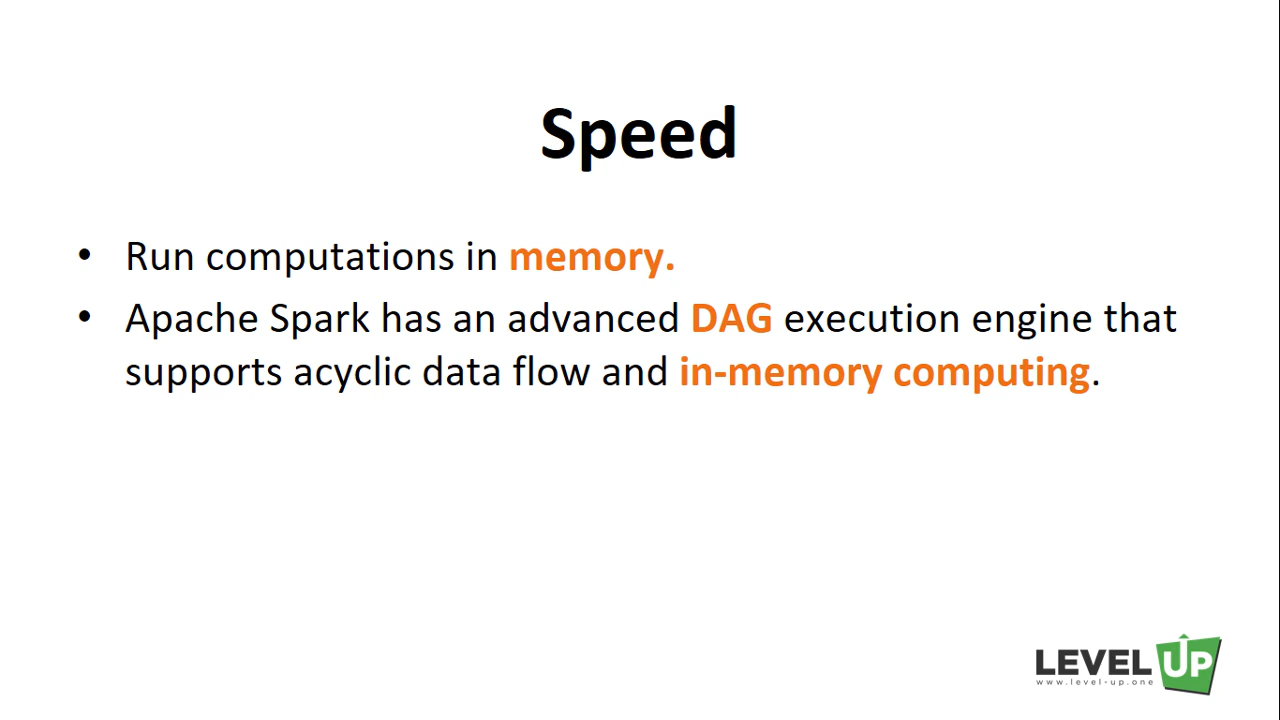 Speed
• Run computations in memory.
• Apache Spark has an advanced DAG execution engine that
supports acyclic data flow and in-memory computing.
LEVEL UP
www.level-up.one